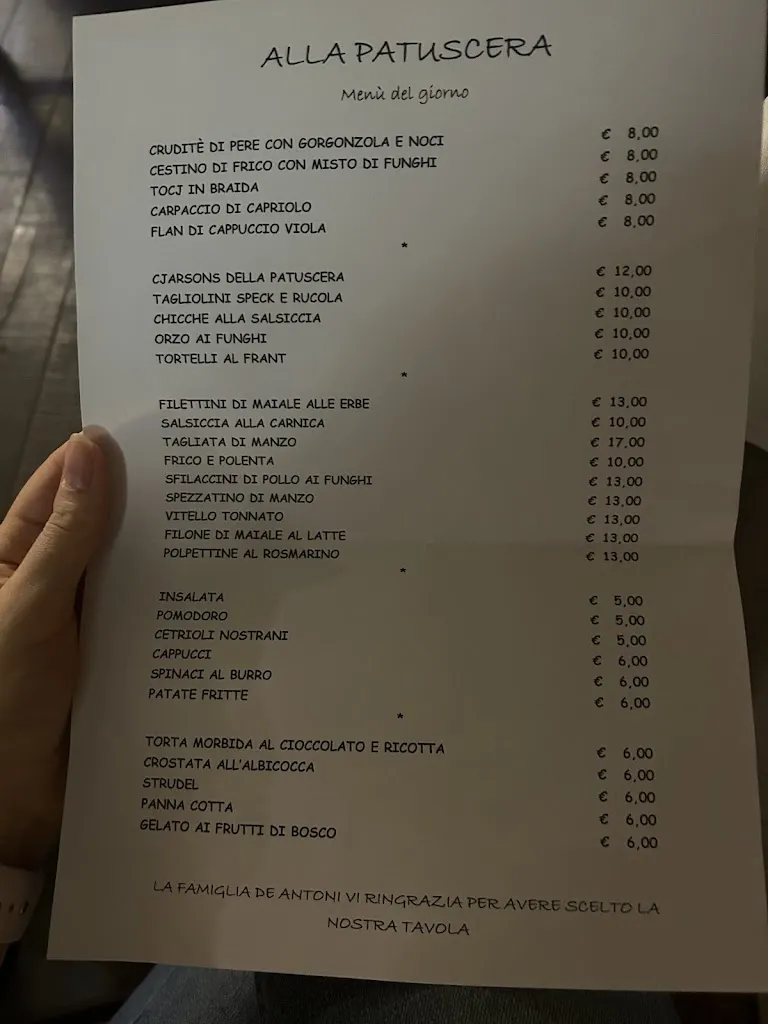 ALLA PATUSCERA
Menù del giorno
CRUDITÈ DI PERE CON GORGONZOLA E NOCI € 8,00
CESTINO DI FRICO CON MISTO DI FUNGHI € 8,00
TOCJ IN BRAIDA € 8,00
CARPACCIO DI CAPRIOLO € 8,00
FLAN DI CAPPUCCIO VIOLA € 8,00
*
CJARSONS DELLA PATUSCERA € 12,00
TAGLIOLINI SPECK E RUCOLA € 10,00
CHICCHE ALLA SALSICCIA € 10,00
ORZO AI FUNGHI € 10,00
TORTELLI AL FRANT € 10,00
*
FILETTINI DI MAIALE ALLE ERBE € 13,00
SALSICCIA ALLA CARNICA € 10,00
TAGLIATA DI MANZO € 17,00
FRICO E POLENTA € 10,00
SFILACCINI DI POLLO AI FUNGHI € 13,00
SPEZZATINO DI MANZO € 13,00
VITELLO TONNATO € 13,00
FILONE DI MAIALE AL LATTE € 13,00
POLPETTINE AL ROSMARINO € 13,00
*
INSALATA € 5,00
POMODORO € 5,00
CETRIOLI NOSTRANI € 5,00
CAPPUCCI € 6,00
SPINACI AL BURRO € 6,00
PATATE FRITTE € 6,00
*
TORTA MORBIDA AL CIOCCOLATO E RICOTTA € 6,00
CROSTATA ALL'ALBICOCCA € 6,00
STRUDEL € 6,00
PANNA COTTA € 6,00
GELATO AI FRUTTI DI BOSCO € 6,00
LA FAMIGLIA DE ANTONI VI RINGRAZIA PER AVERE SCELTO LA
NOSTRA TAVOLA